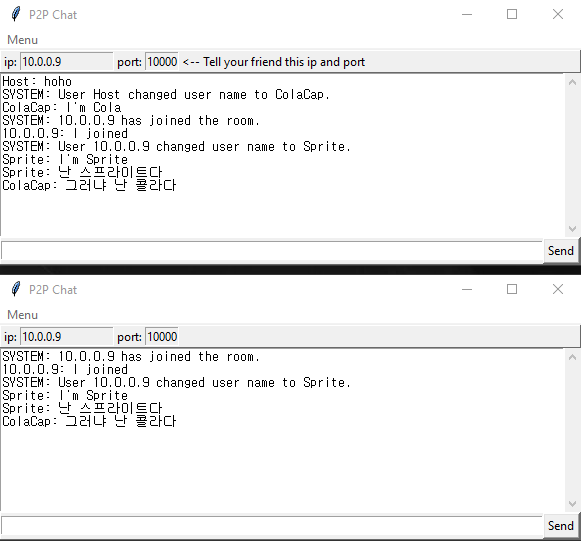 P2P Chat
Menu
ip: 10.0.0.9 port: 10000 <-- Tell your friend this ip and port
Host: hoho
SYSTEM: User Host changed user name to ColaCap.
ColaCap: I'm Cola
SYSTEM: 10.0.0.9 has joined the room.
10.0.0.9: I joined
SYSTEM: User 10.0.0.9 changed user name to Sprite.
Sprite: I'm Sprite
Sprite: 난 스프라이트다
ColaCap: 그러냐 난 콜라다
Send
P2P Chat
Menu
ip: 10.0.0.9 port: 10000
SYSTEM: 10.0.0.9 has joined the room.
10.0.0.9: I joined
SYSTEM: User 10.0.0.9 changed user name to Sprite.
Sprite: I'm Sprite
Sprite: 난 스프라이트다
ColaCap: 그러냐 난 콜라다
Send